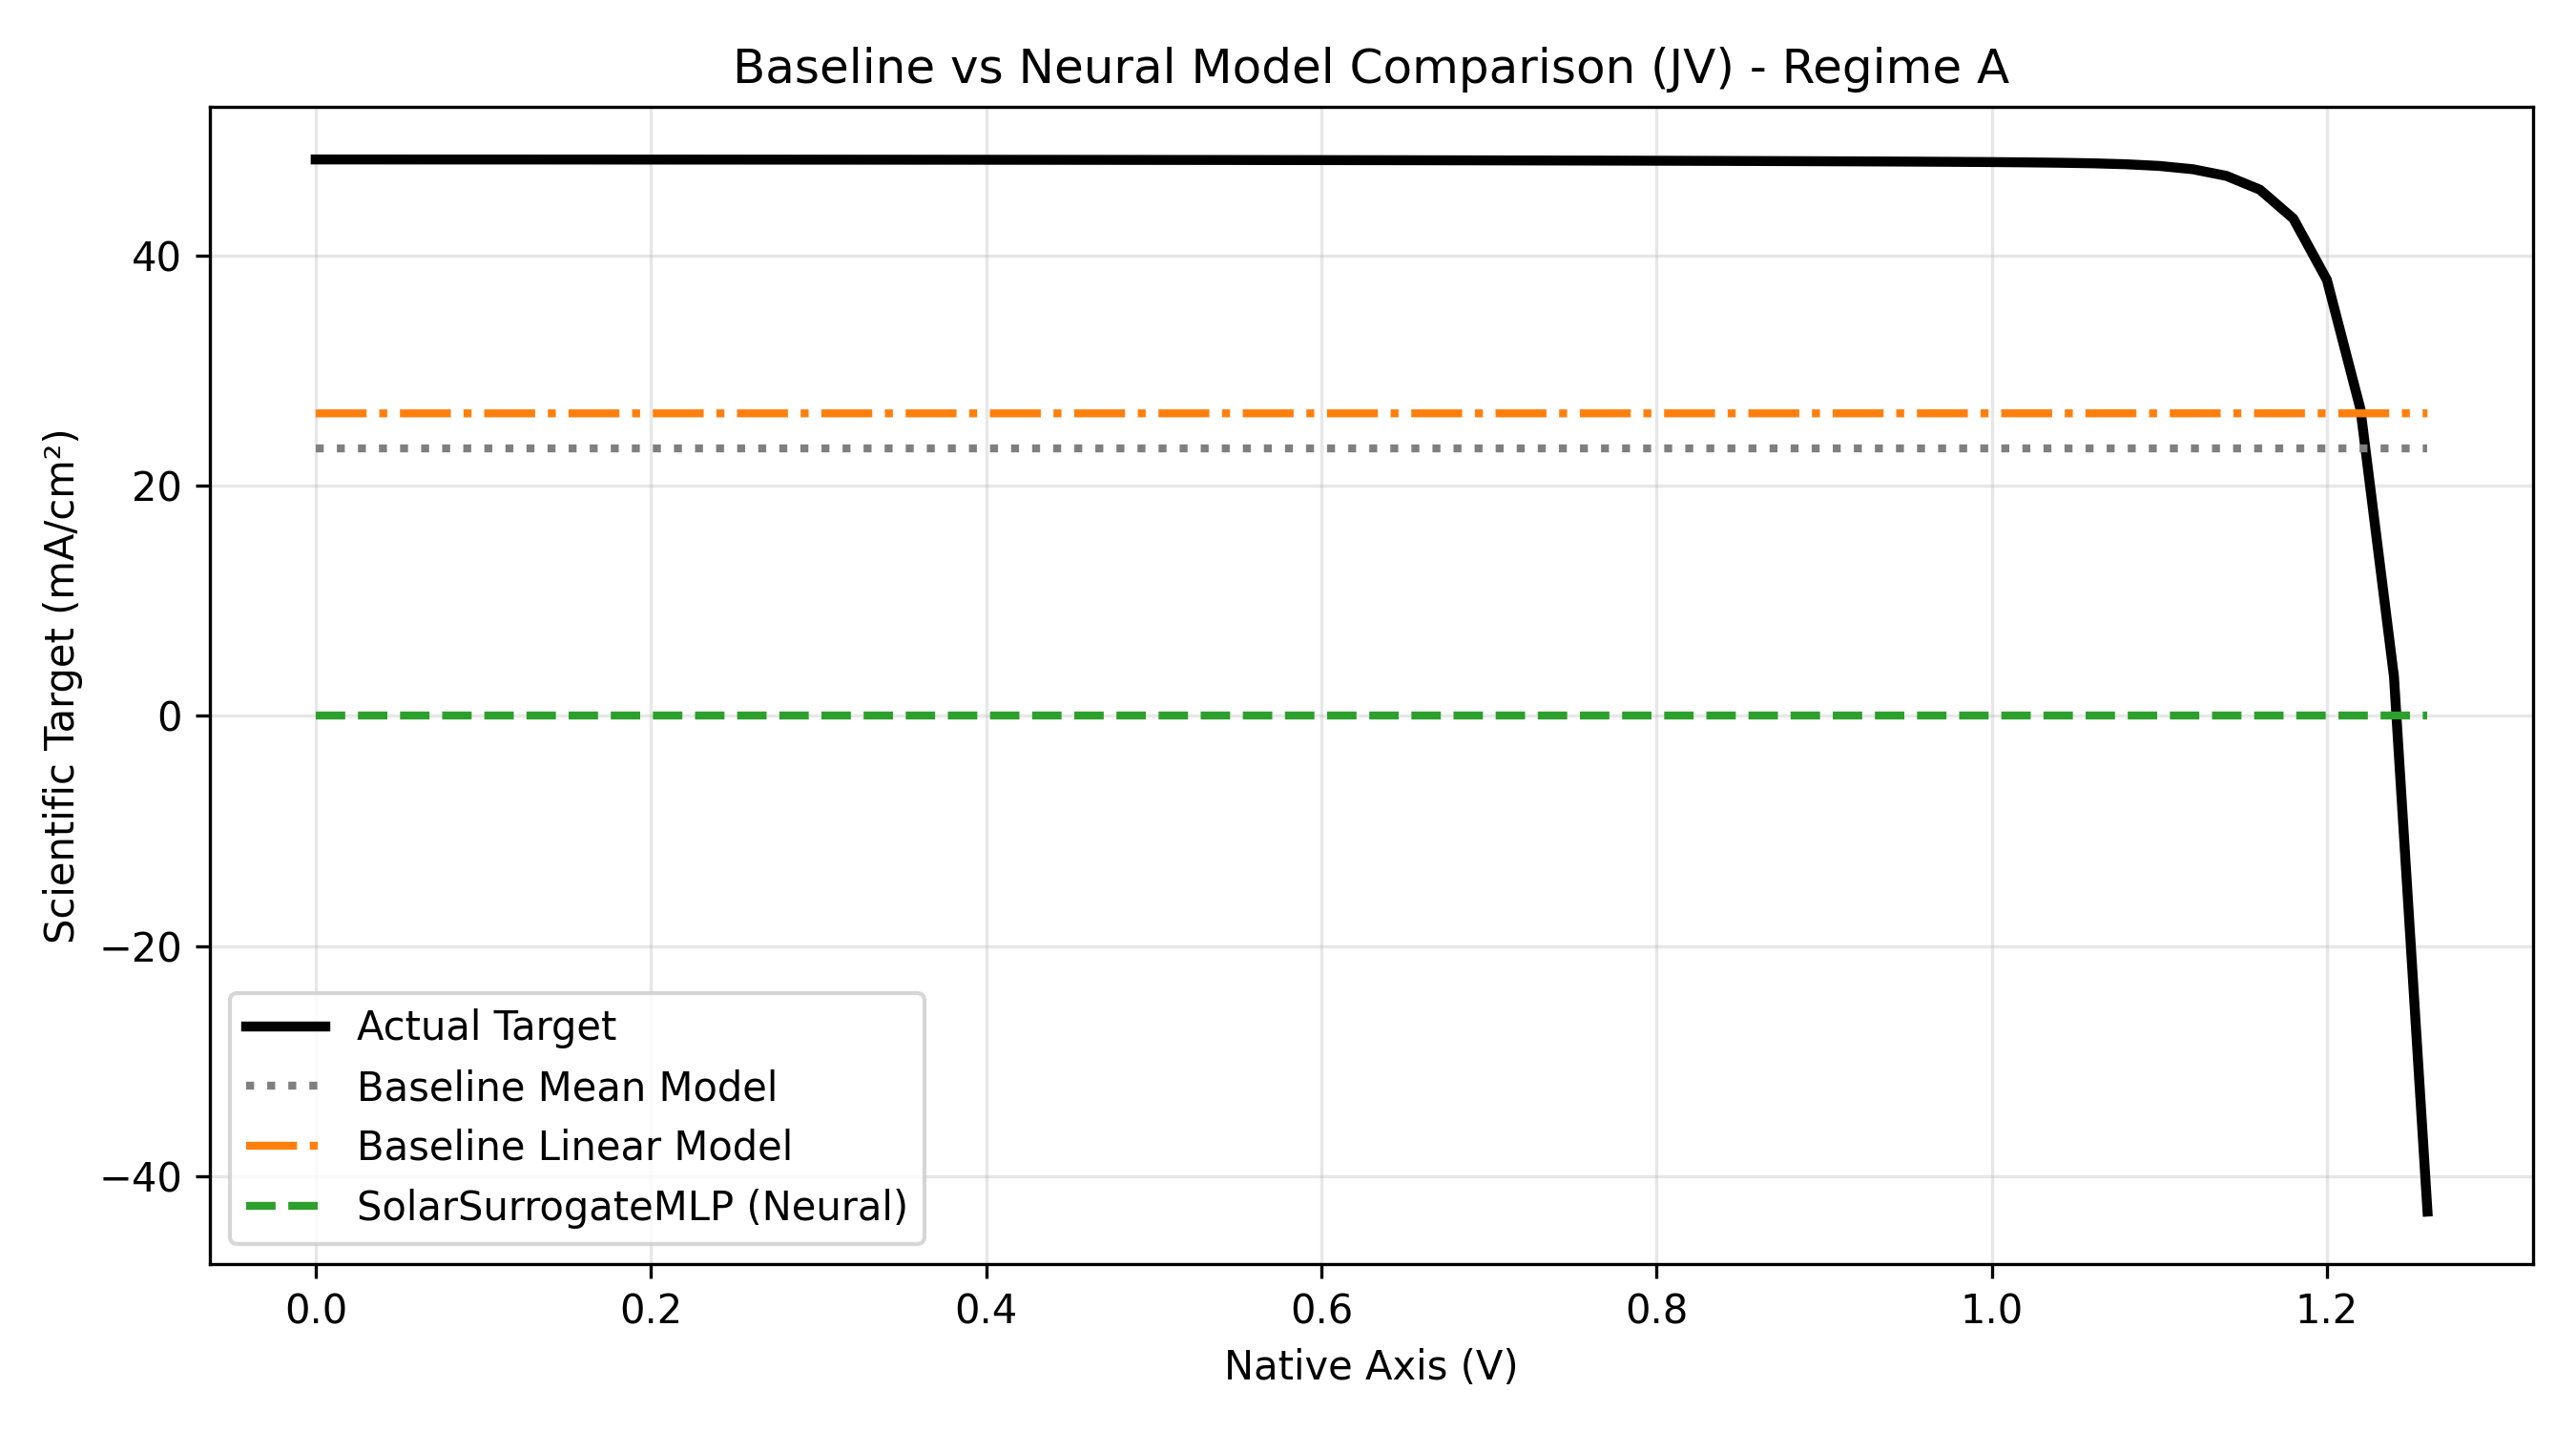 Baseline vs Neural Model Comparison (JV) - Regime A
Scientific Target (mA/cm²)
40
20
0
−20
−40
Actual Target
Baseline Mean Model
Baseline Linear Model
SolarSurrogateMLP (Neural)
0.0 0.2 0.4 0.6 0.8 1.0 1.2
Native Axis (V)